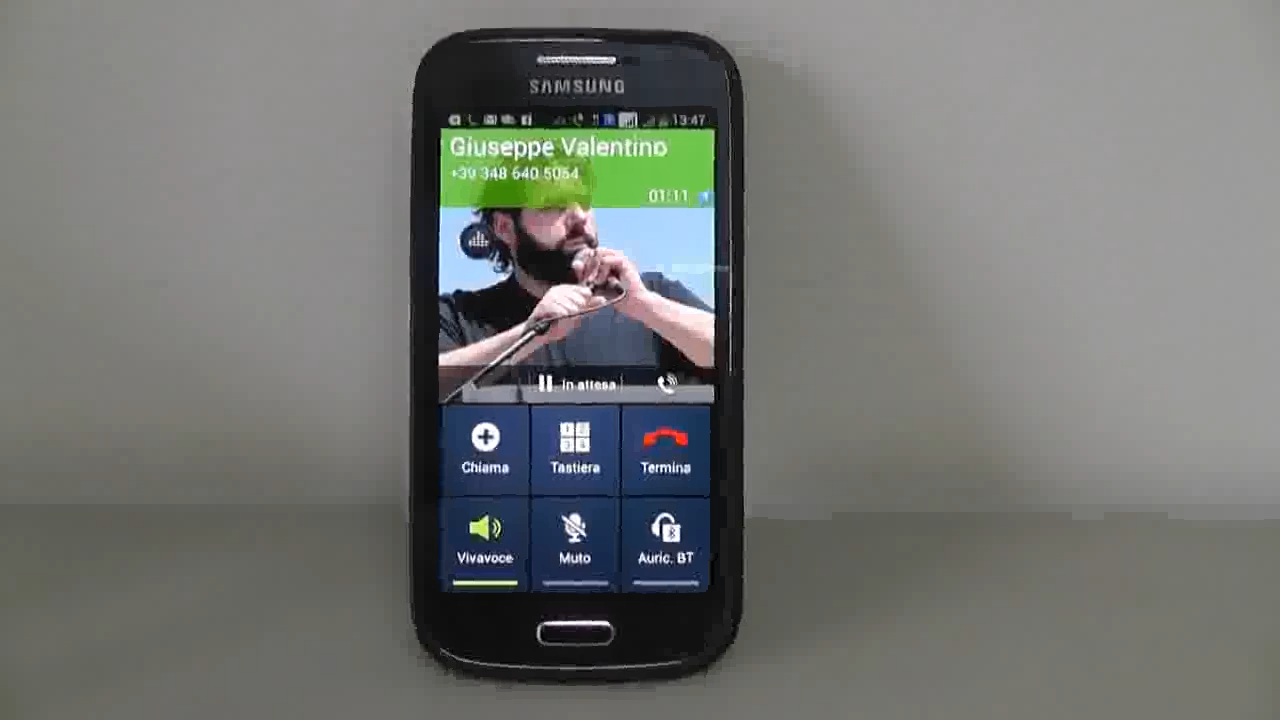 SAMSUNG
13:47
Giuseppe Valentino
+39 348 640 5064
01:11
in attesa
Chiama
Tastiera
Termina
Vivavoce
Muto
Auric. BT